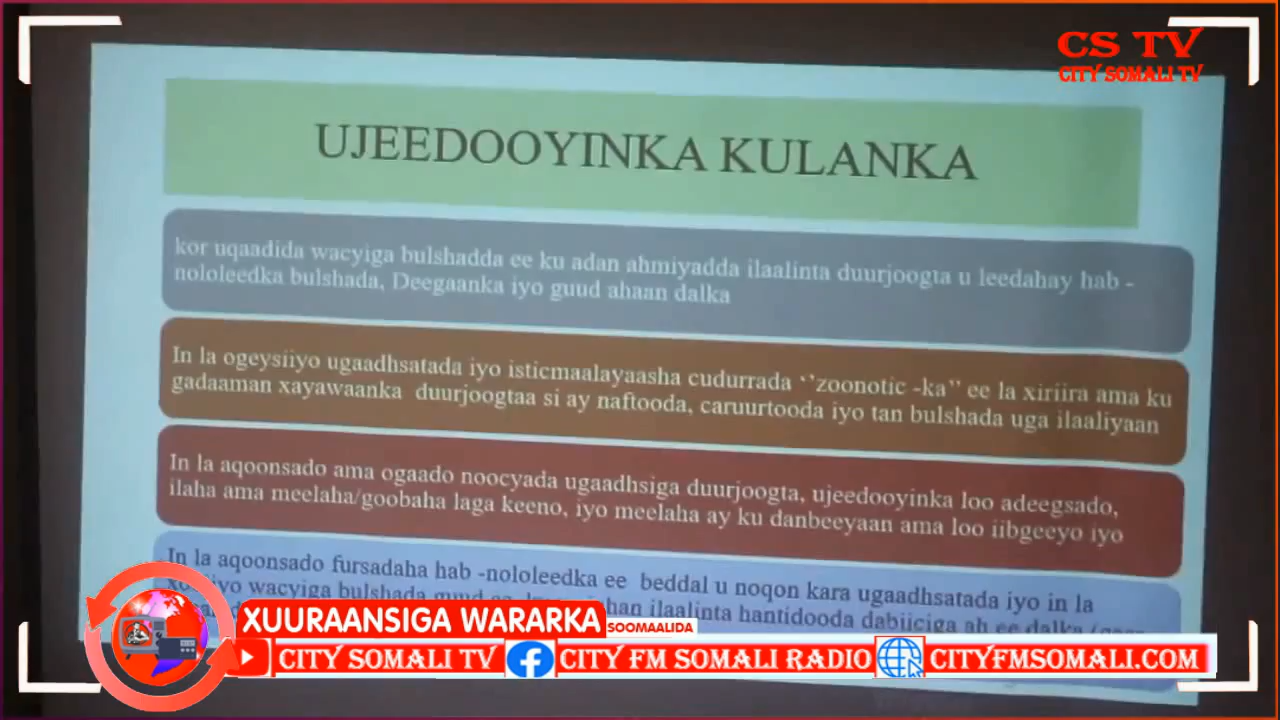 CS TV
CITY SOMALI TV
UJEEDOOYINKA KULANKA
kor uqaadida wacyiga bulshadda ee ku adan ahmiyadda ilaalinta duurjoogta u leedahay hab -
nololeedka bulshada, Deegaanka iyo guud ahaan dalka
In la ogeysiiyo ugaadhsatada iyo isticmaalayaasha cudurrada ‘’zoonotic -ka’’ ee la xiriira ama ku
gadaaman xayawaanka duurjoogtaa si ay naftooda, caruurtooda iyo tan bulshada uga ilaaliyaan
In la aqoonsado ama ogaado noocyada ugaadhsiga duurjoogta, ujeedooyinka loo adeegsado,
ilaha ama meelaha/goobaha laga keeno, iyo meelaha ay ku danbeeyaan ama loo iibgeeyo iyo
In la aqoonsado fursadaha hab -nololeedka ee beddal u noqon kara ugaadhsatada iyo in la
wacyiga bulshada guud ilaalinta hantidooda dabiiciga ah ee dalka
XUURAANSIGA WARARKA
SOOMAALIDA
CITY SOMALI TV CITY FM SOMALI RADIO CITYFMSOMALI.COM